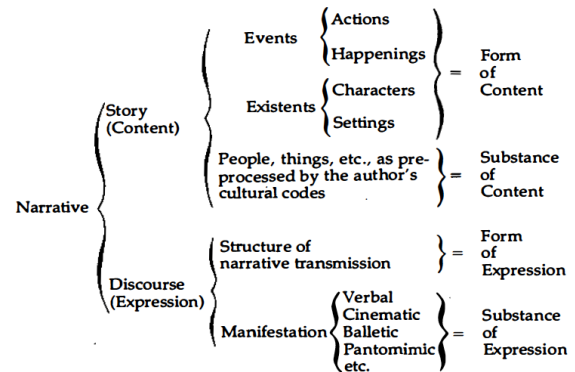 Events
Actions
Happenings
Existents
Characters
Settings
= Form
of
Content
Narrative
Story
(Content)
People, things, etc., as pre-
processed by the author's
cultural codes
= Substance
of
Content
Discourse
(Expression)
Structure of
narrative transmission
= Form
of
Expression
Manifestation
Verbal
Cinematic
Balletic
Pantomimic
etc.
= Substance
of
Expression